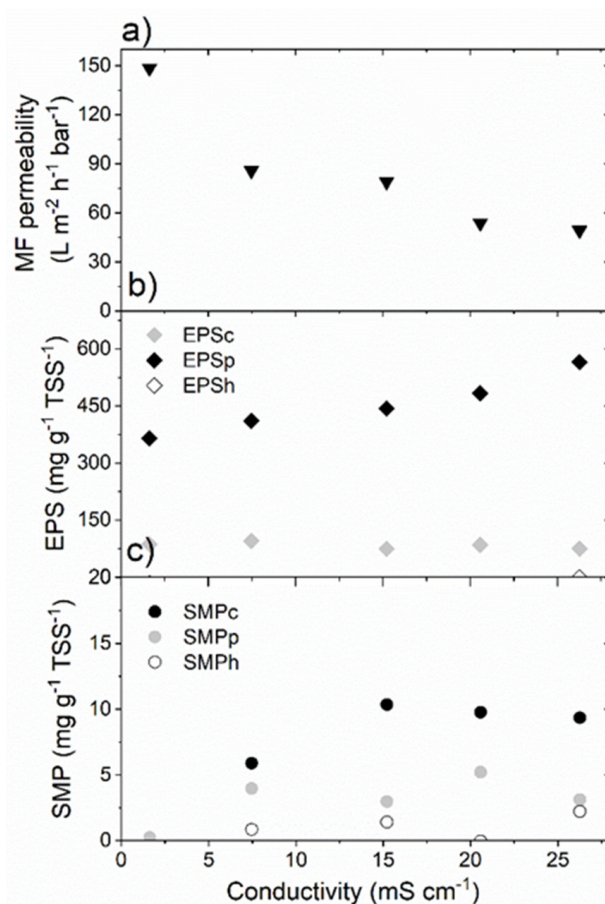 a)
150
120
90
60
30
0
MF permeability
(L m⁻² h⁻¹ bar⁻¹)
b)
EPSc
EPSp
EPSh
600
450
300
150
EPS (mg g⁻¹ TSS⁻¹)
c)
SMPc
SMPp
SMPh
20
15
10
5
0
SMP (mg g⁻¹ TSS⁻¹)
0 5 10 15 20 25
Conductivity (mS cm⁻¹)